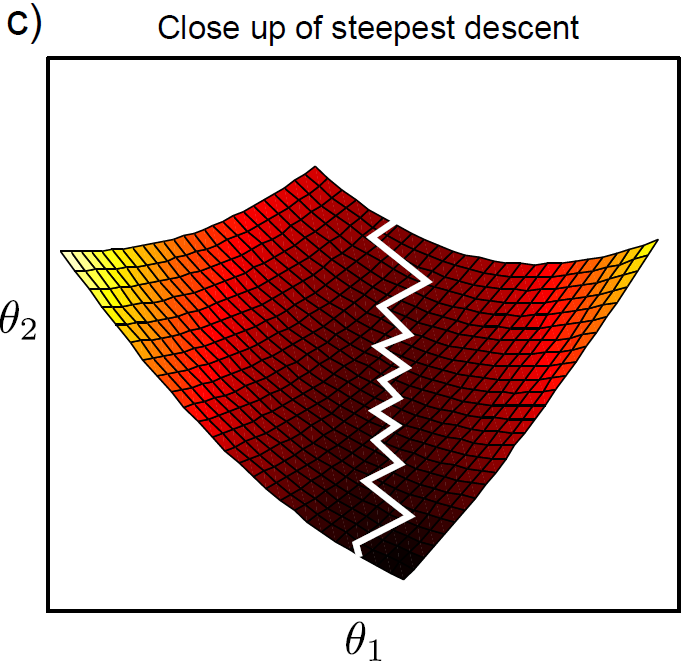 c)
Close up of steepest descent
θ₂
θ₁